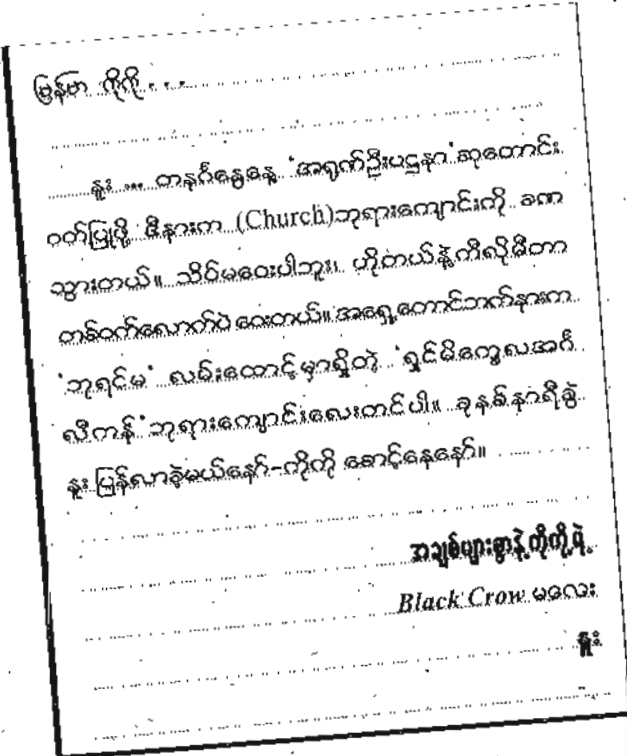 မြန်မာ ကိုကို . . .
နူး ... တနင်္ဂနွေနေ့ 'အရုဏ်ဦးပဋ္ဌနာ' ဆုတောင်း
ဝတ်ပြုဖို့ ဒီနားက (Church)ဘုရားကျောင်းကို ခဏ
သွားတယ်။ သိပ်မဝေးပါဘူး၊ ဟိုတယ်နဲ့ကီလိုမီတာ
တစ်ဝက်လောက်ပဲ ဝေးတယ်။ အရှေ့တောင်ဘက်နားက
'ဘုရင်မ' လမ်းထောင့်မှာရှိတဲ့ 'ရှင်မိက္ခေလအင်္ဂ
လီကန်' ဘုရားကျောင်းလေးတင်ပါ။ ခုနှစ်နာရီခွဲ
နူး ပြန်လာခဲ့မယ်နော်-ကိုကို စောင့်နေနော်။
အချစ်များစွာနဲ့ ကိုကို့ရဲ့
Black Crow မလေး
နူး